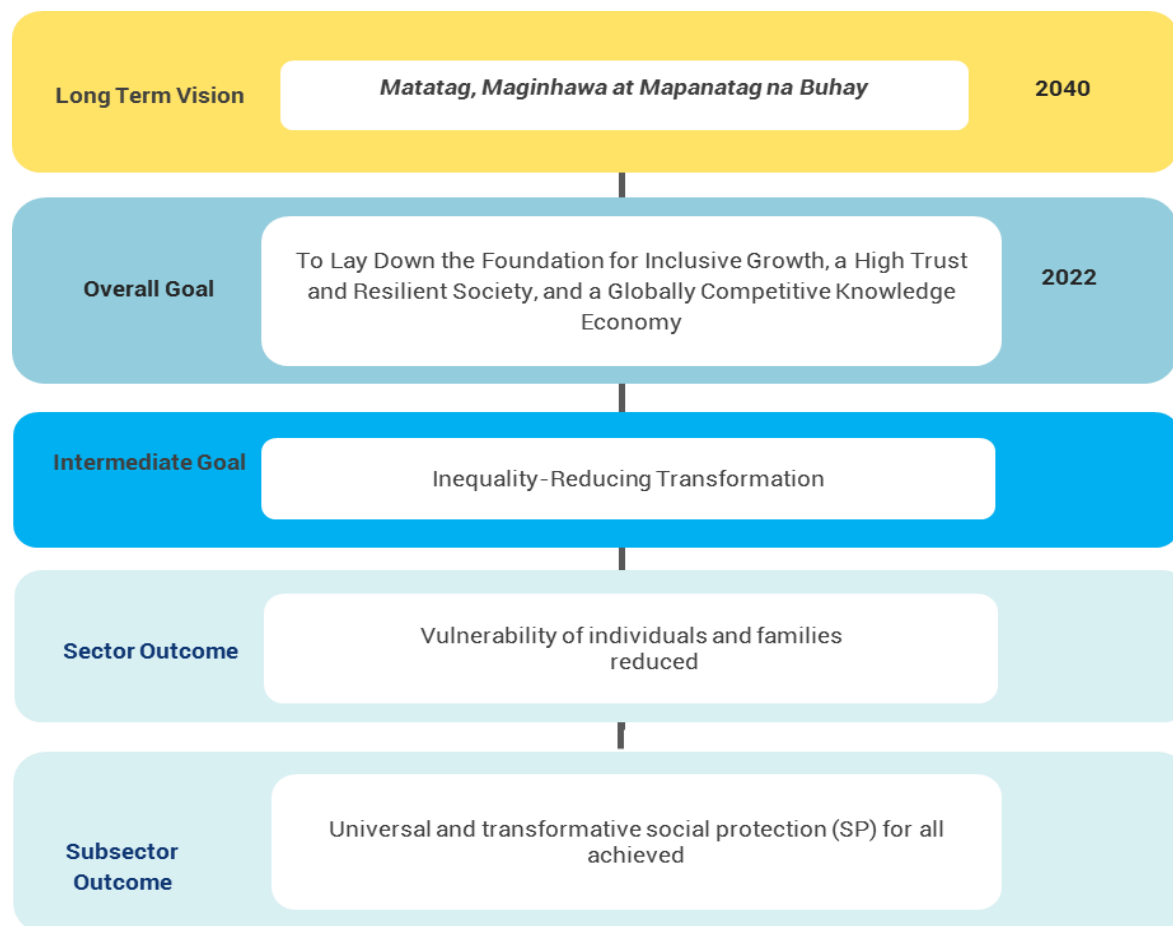 Long Term Vision
Matatag, Maginhawa at Mapanatag na Buhay
2040
Overall Goal
To Lay Down the Foundation for Inclusive Growth, a High Trust
and Resilient Society, and a Globally Competitive Knowledge
Economy
2022
Intermediate Goal
Inequality-Reducing Transformation
Sector Outcome
Vulnerability of individuals and families
reduced
Subsector
Outcome
Universal and transformative social protection (SP) for all
achieved